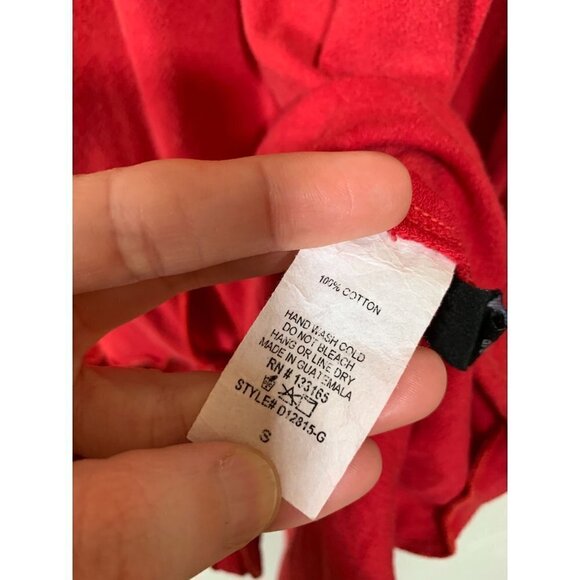 100% COTTON
HAND WASH COLD
DO NOT BLEACH
HANG OR LINE DRY
MADE IN GUATEMALA
RN # 133165
STYLE# D12815-G
S